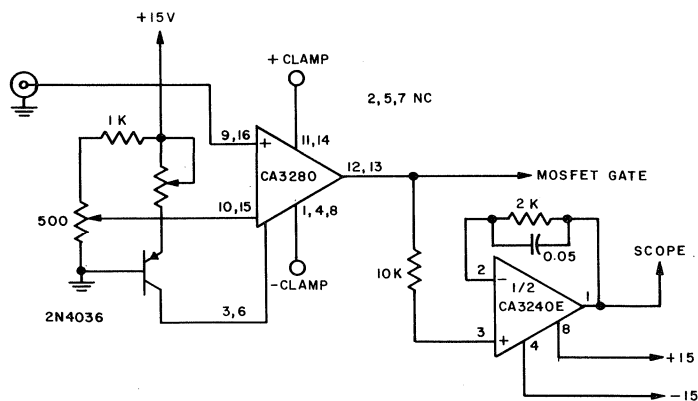 +15V
+ CLAMP
2,5,7 NC
1K
9,16
+
11,14
CA3280
12,13
MOSFET GATE
10,15
500
1,4,8
-CLAMP
2N4036
3,6
2K
0.05
10K
SCOPE
2
-
1/2
CA3240E
1
3
+
8
4
+15
-15